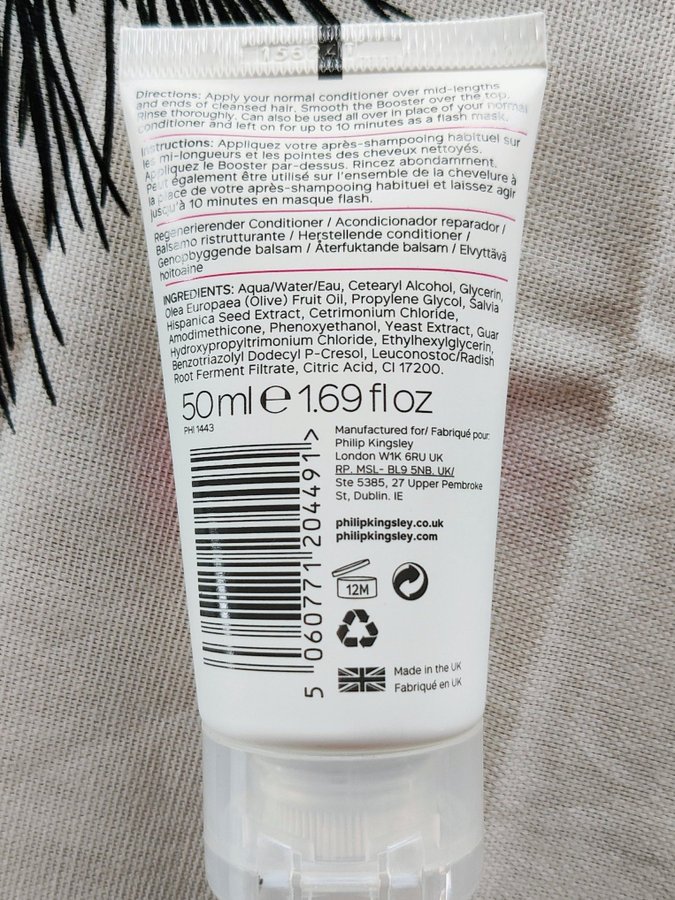 Directions: Apply your normal conditioner over mid-lengths
and ends of cleansed hair. Smooth the Booster over the top,
rinse thoroughly. Can also be used all over in place of your normal
conditioner and left on for up to 10 minutes as a flash mask.
Instructions: Appliquez votre après-shampooing habituel sur
les mi-longueurs et les pointes des cheveux nettoyés.
Appliquez le Booster par-dessus. Rincez abondamment.
Peut également être utilisé sur l'ensemble de la chevelure à
la place de votre après-shampooing habituel et laissez agir
jusqu'à 10 minutes en masque flash.
Regenerierender Conditioner / Acondicionador reparador /
Balsamo ristrutturante / Herstellende conditioner /
Genopbyggende balsam / Återfuktande balsam / Elvyttävä
hoitoaine
INGREDIENTS: Aqua/Water/Eau, Cetearyl Alcohol, Glycerin,
Olea Europaea (Olive) Fruit Oil, Propylene Glycol, Salvia
Hispanica Seed Extract, Cetrimonium Chloride,
Amodimethicone, Phenoxyethanol, Yeast Extract, Guar
Hydroxypropyltrimonium Chloride, Ethylhexylglycerin,
Benzotriazolyl Dodecyl P-Cresol, Leuconostoc/Radish
Root Ferment Filtrate, Citric Acid, CI 17200.
50ml e 1.69 fl oz
PHI 1443
Manufactured for/ Fabriqué pour:
Philip Kingsley
London W1K 6RU UK
RP. MSL- BL9 5NB. UK/
Ste 5385, 27 Upper Pembroke
St, Dublin. IE
philipkingsley.co.uk
philipkingsley.com
5 060771 204491 >
12M
Made in the UK
Fabriqué en UK